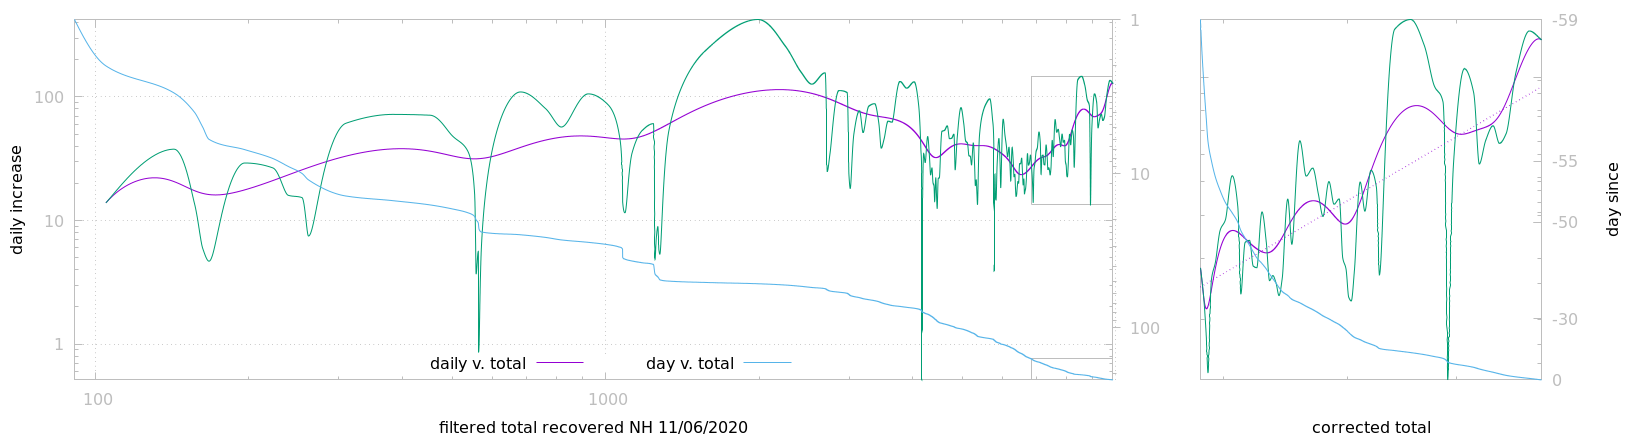 daily increase
100
10
1
100
1000
daily v. total
day v. total
filtered total recovered NH 11/06/2020
1
10
100
-59
-55
-50
-30
0
day since
corrected total